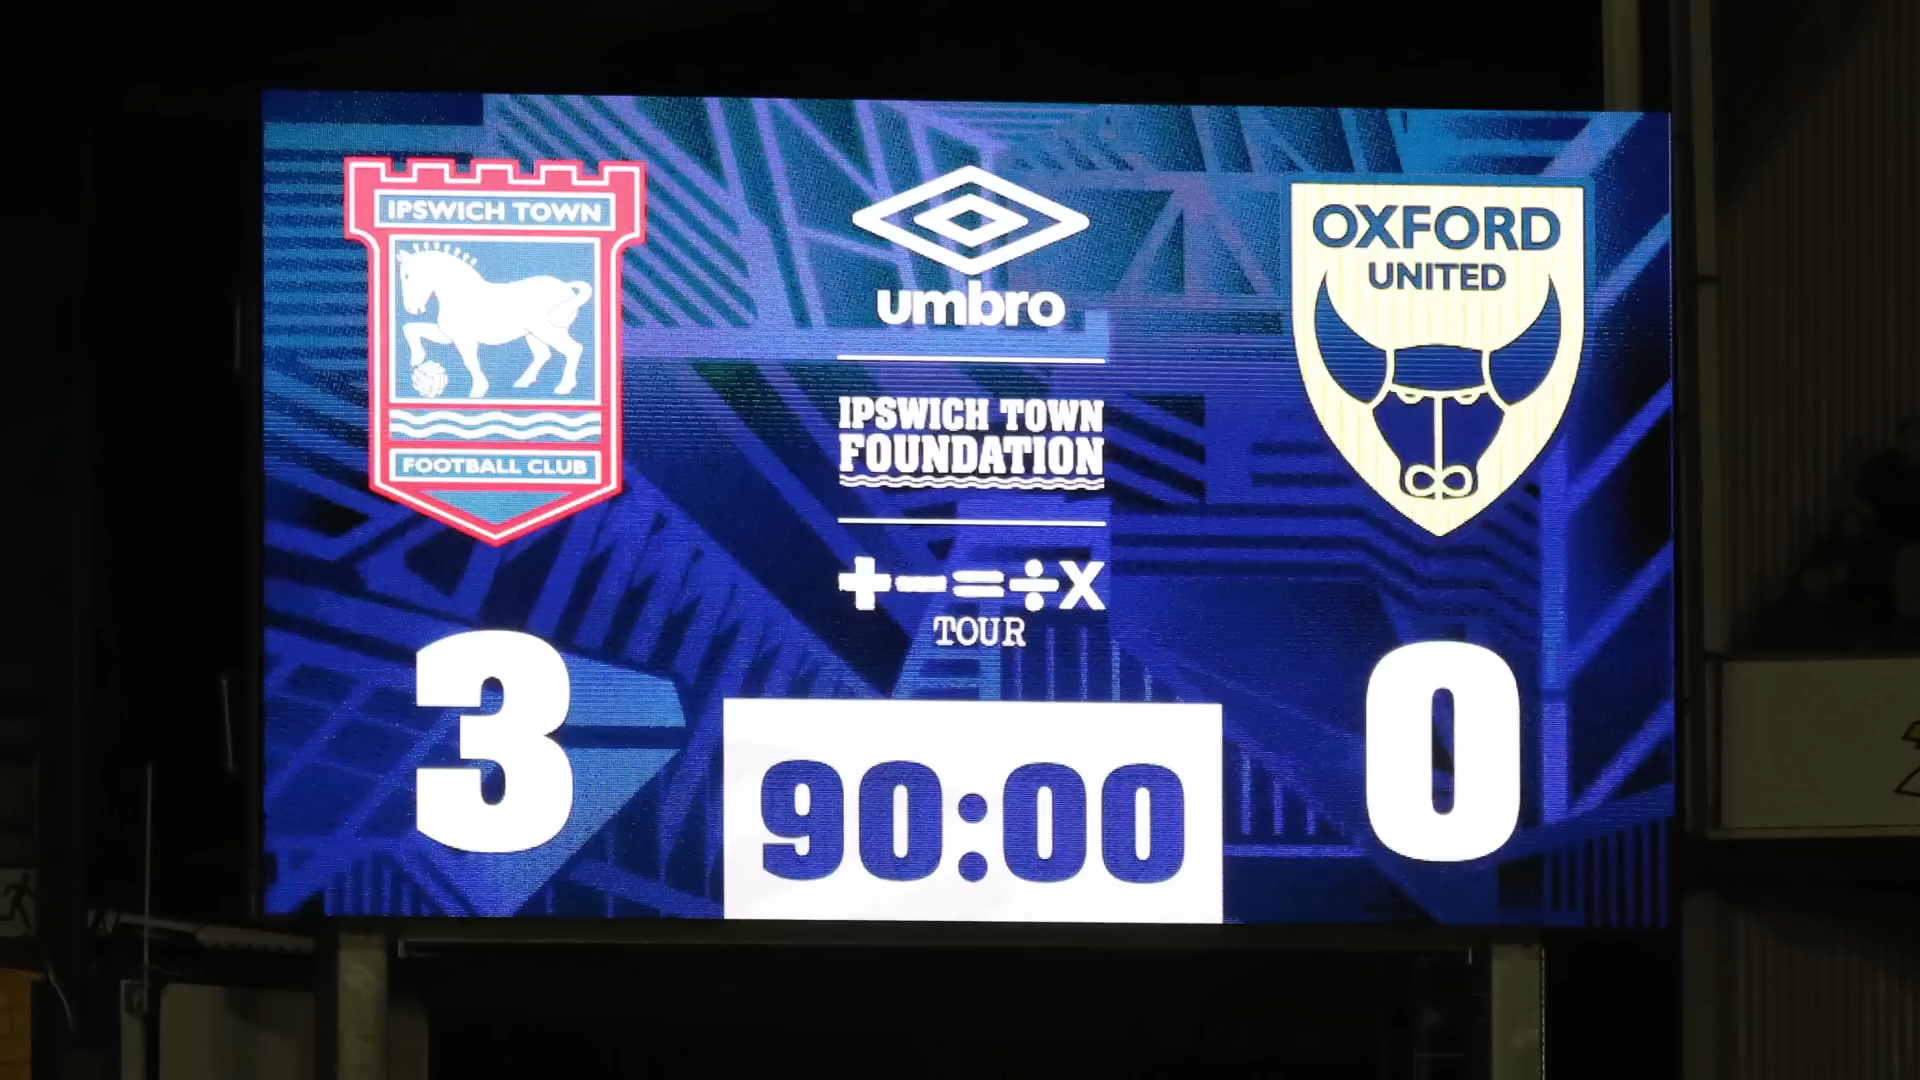 IPSWICH TOWN
FOOTBALL CLUB
umbro
IPSWICH TOWN
FOUNDATION
+-=÷x
TOUR
OXFORD
UNITED
3
90:00
0